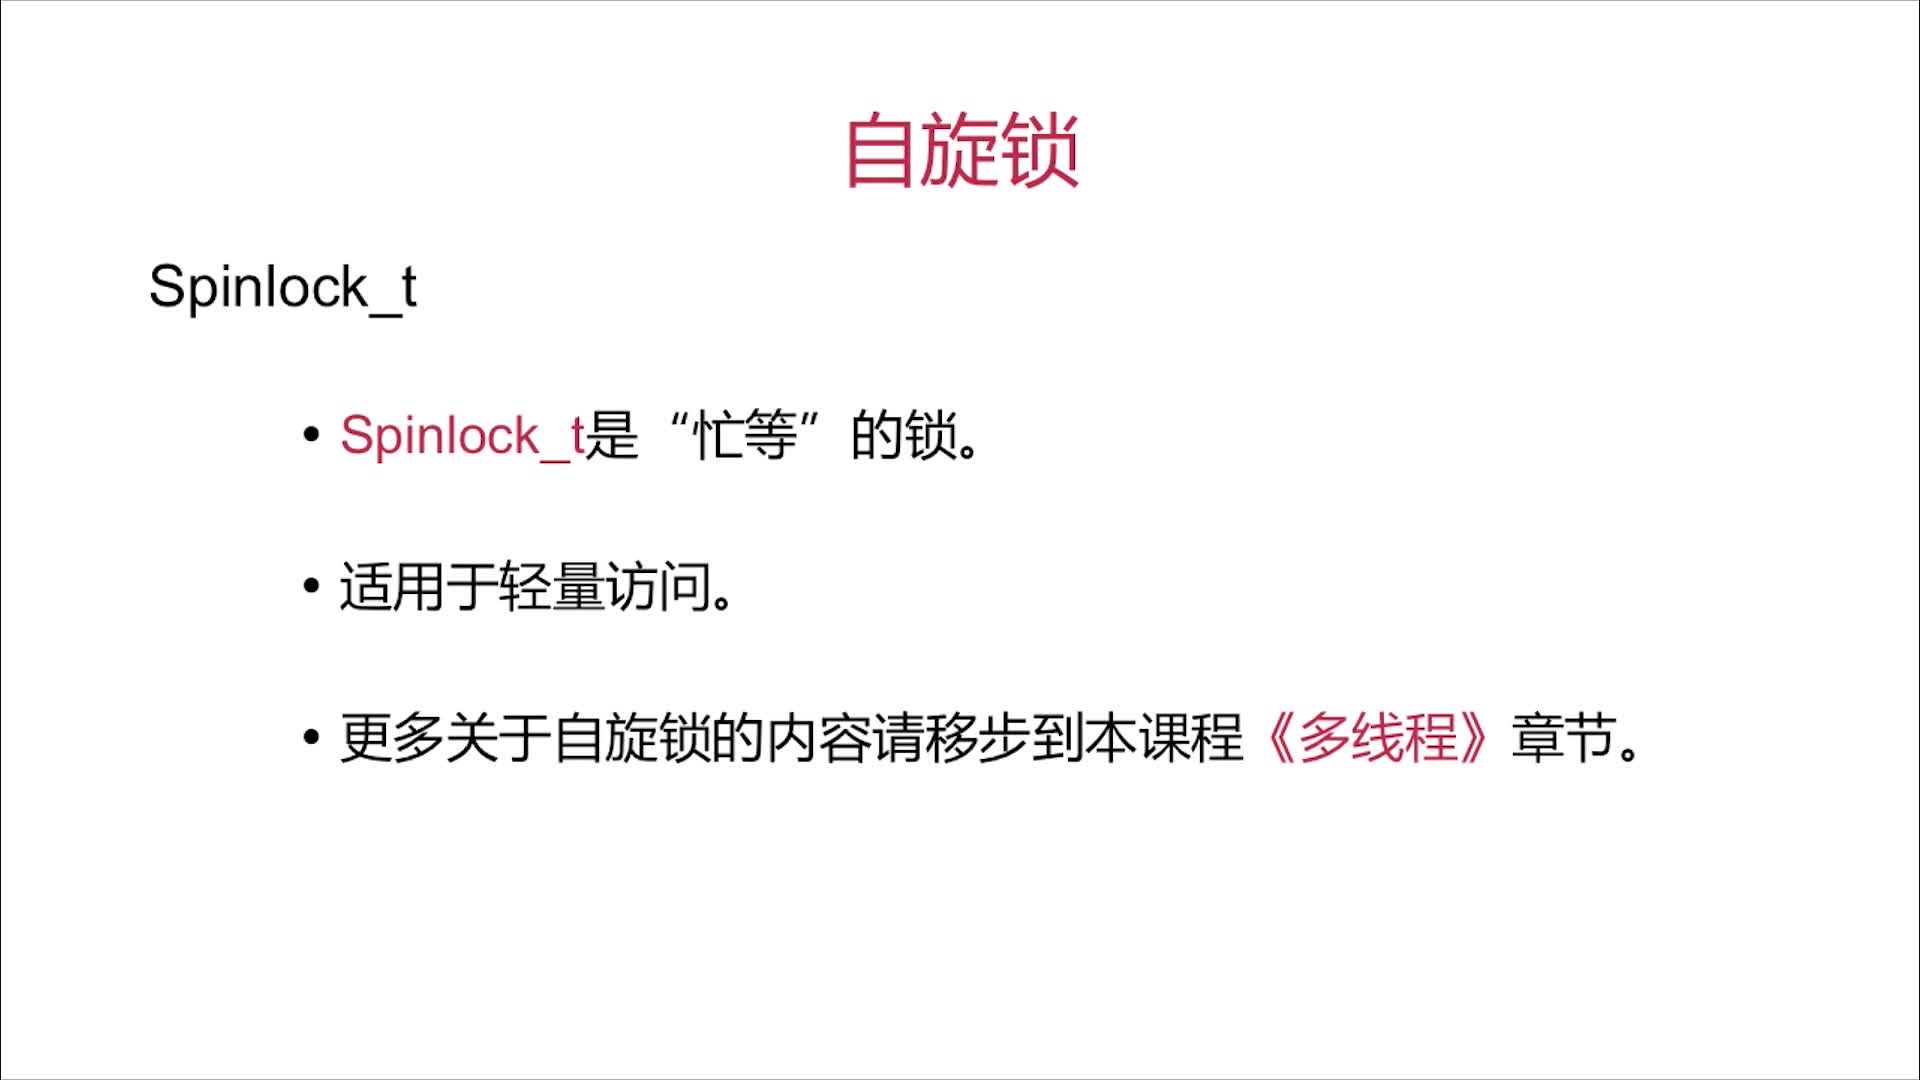 自旋锁
Spinlock_t
• Spinlock_t是“忙等”的锁。
• 适用于轻量访问。
• 更多关于自旋锁的内容请移步到本课程《多线程》章节。